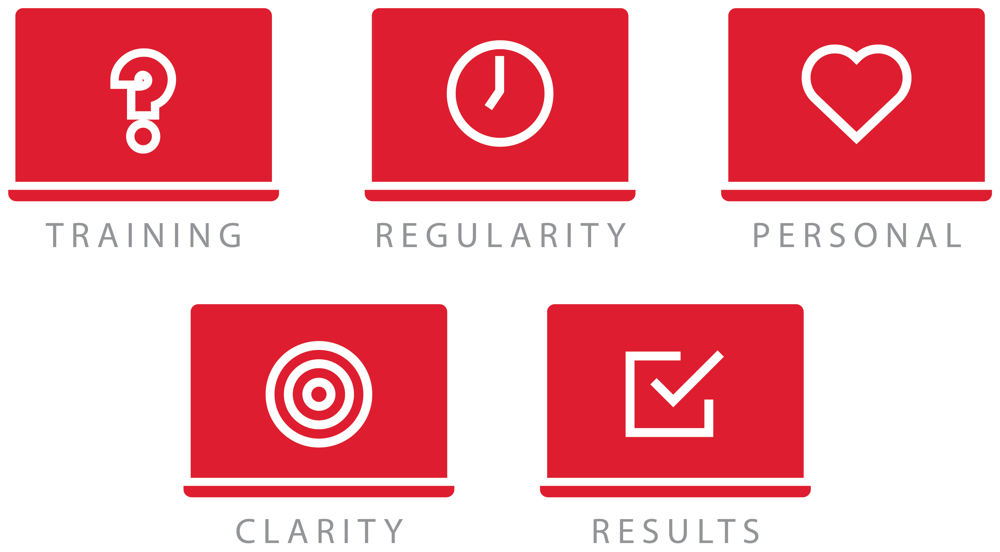 TRAINING
REGULARITY
PERSONAL
CLARITY
RESULTS